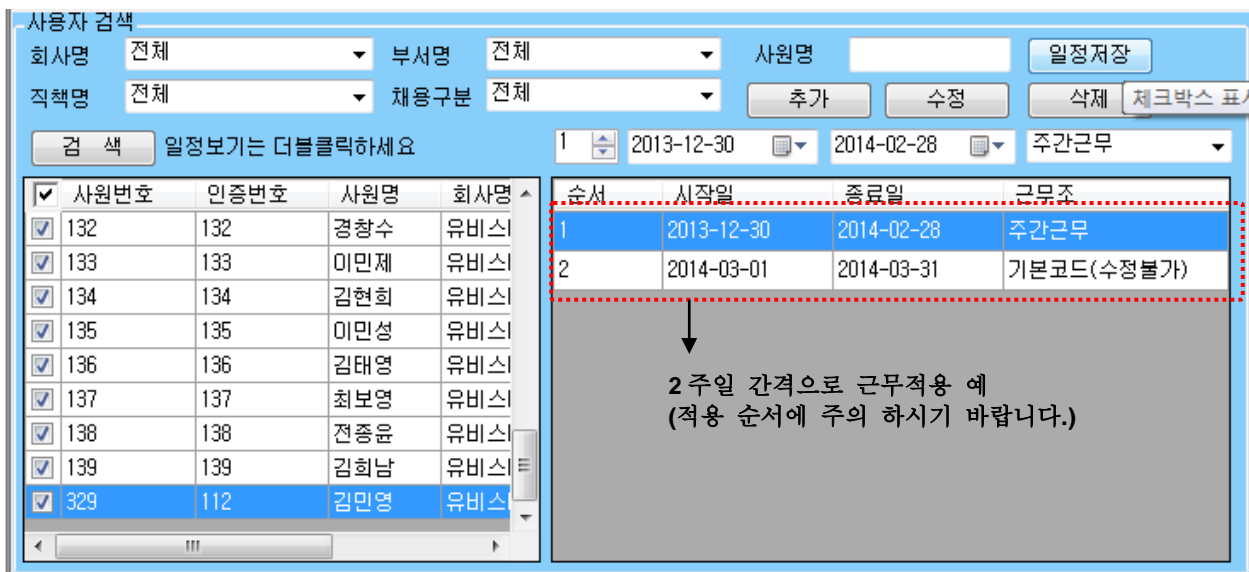 사용자 검색
회사명 전체 부서명 전체 사원명 일정저장
직책명 전체 채용구분 전체 추가 수정 삭제 체크박스 표시
검 색 일정보기는 더블클릭하세요 1 2013-12-30 2014-02-28 주간근무
사원번호 인증번호 사원명 회사명 순서 시작일 종료일 근무조
132 132 경창수 유비스 1 2013-12-30 2014-02-28 주간근무
133 133 이민제 유비스 2 2014-03-01 2014-03-31 기본코드(수정불가)
134 134 김현희 유비스
135 135 이민성 유비스
136 136 김태영 유비스
137 137 최보영 유비스
138 138 전종윤 유비스
139 139 김희남 유비스
329 112 김민영 유비스
2주일 간격으로 근무적용 예
(적용 순서에 주의 하시기 바랍니다.)